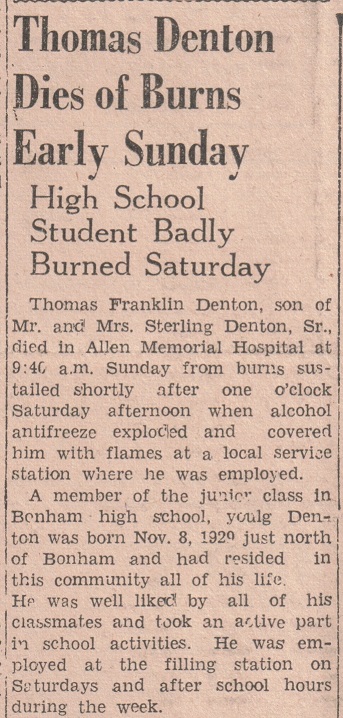 Thomas Denton
Dies of Burns
Early Sunday
High School
Student Badly
Burned Saturday
Thomas Franklin Denton, son of
Mr. and Mrs. Sterling Denton, Sr.,
died in Allen Memorial Hospital at
9:40 a.m. Sunday from burns sus-
tailed shortly after one o'clock
Saturday afternoon when alcohol
antifreeze exploded and covered
him with flames at a local service
station where he was employed.
A member of the junior class in
Bonham high school, youlg Den-
ton was born Nov. 8, 1929 just north
of Bonham and had resided in
this community all of his life.
He was well liked by all of his
classmates and took an active part
in school activities. He was em-
ployed at the filling station on
Saturdays and after school hours
during the week.